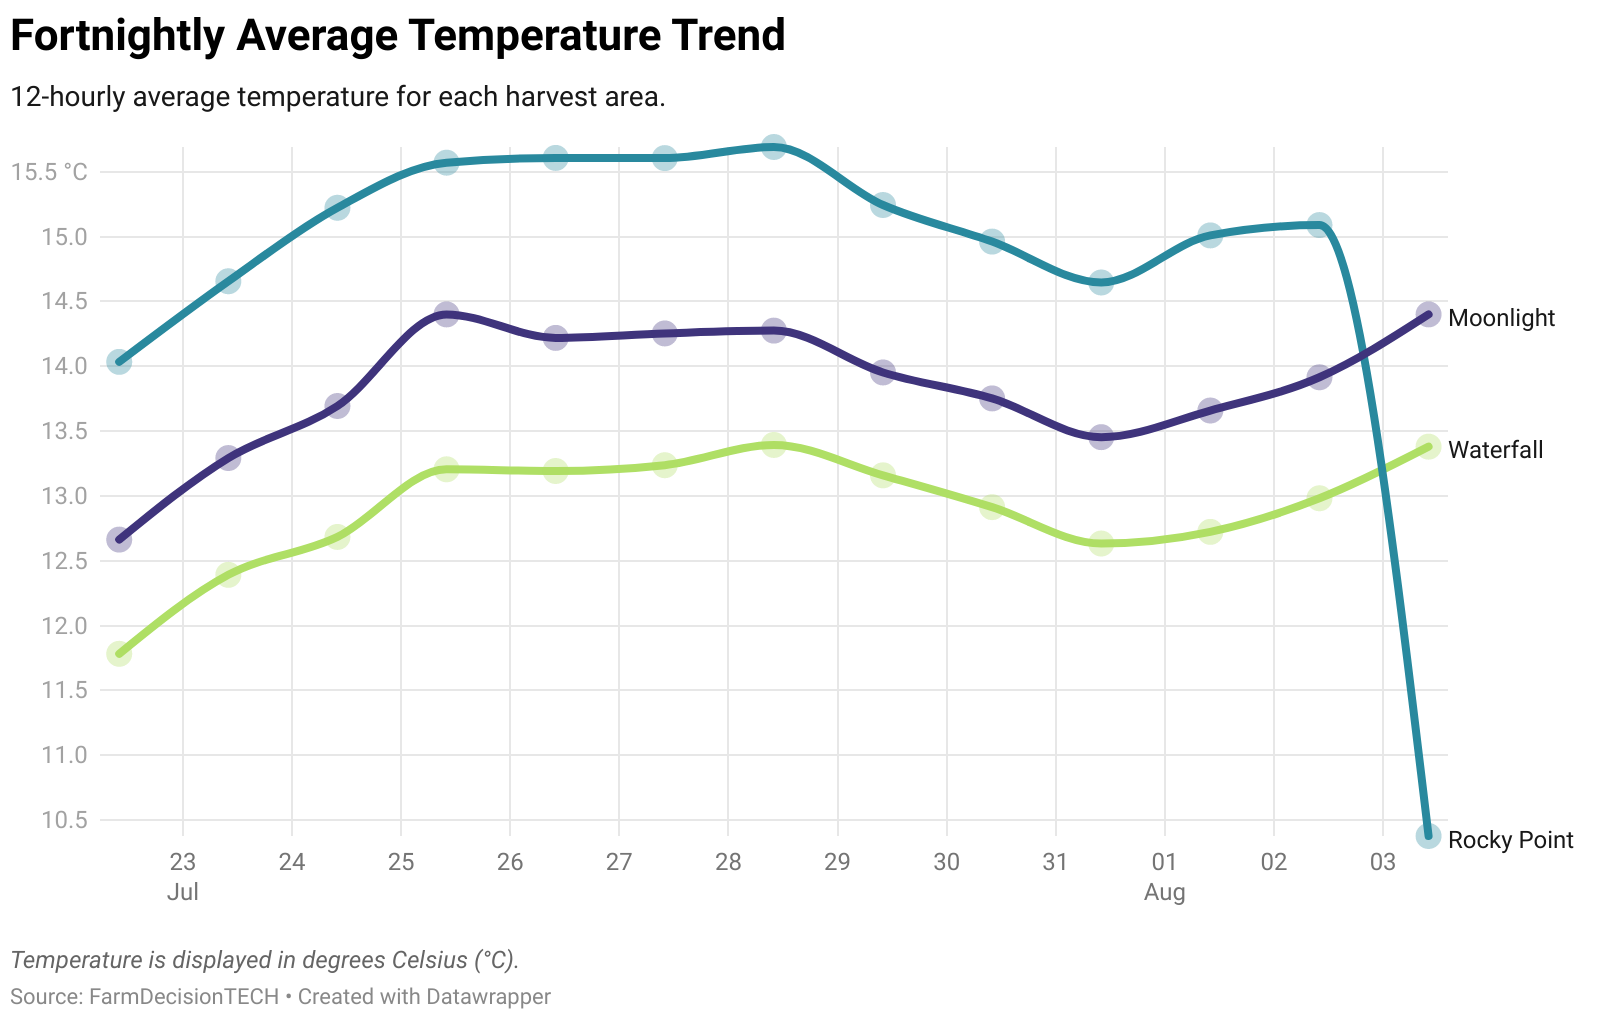 Fortnightly Average Temperature Trend
12-hourly average temperature for each harvest area.
15.5 °C
15.0
14.5
14.0
13.5
13.0
12.5
12.0
11.5
11.0
10.5
Moonlight
Waterfall
Rocky Point
23 24 25 26 27 28 29 30 31 01 02 03
Jul Aug
Temperature is displayed in degrees Celsius (°C).
Source: FarmDecisionTECH • Created with Datawrapper